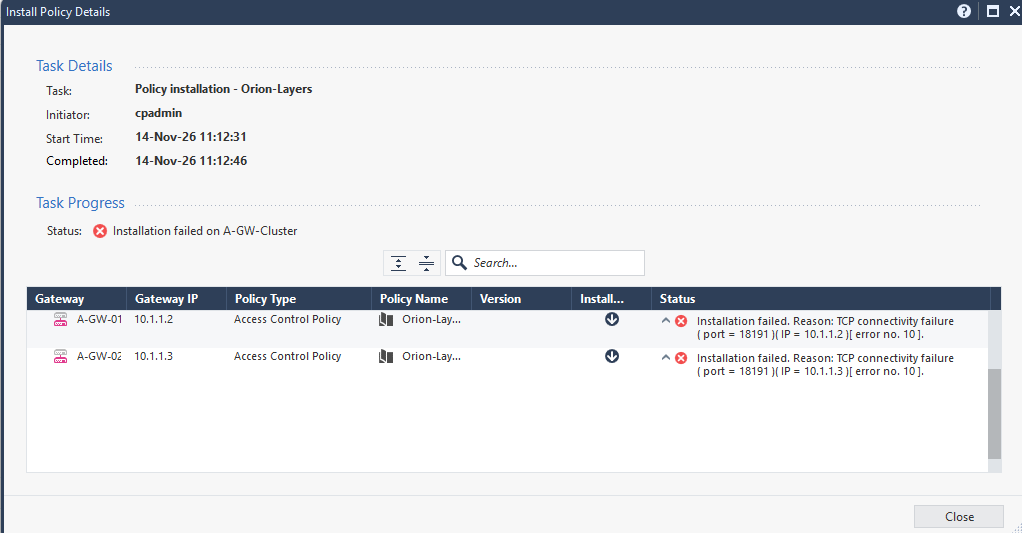 Install Policy Details
Task Details
Task: Policy installation - Orion-Layers
Initiator: cpadmin
Start Time: 14-Nov-26 11:12:31
Completed: 14-Nov-26 11:12:46
Task Progress
Status: Installation failed on A-GW-Cluster
Search...
Gateway Gateway IP Policy Type Policy Name Version Install... Status
A-GW-01 10.1.1.2 Access Control Policy Orion-Lay... Installation failed. Reason: TCP connectivity failure
( port = 18191 )( IP = 10.1.1.2 )[ error no. 10 ].
A-GW-02 10.1.1.3 Access Control Policy Orion-Lay... Installation failed. Reason: TCP connectivity failure
( port = 18191 )( IP = 10.1.1.3 )[ error no. 10 ].
Close